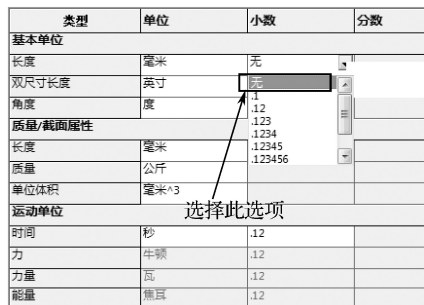 类型 单位 小数 分数
基本单位
长度 毫米 无
双尺寸长度 英寸 无
.1
角度 度 .12
.123
质量/截面属性 .1234
长度 毫米 .12345
.123456
质量 公斤
单位体积 毫米^3
选择此选项
运动单位
时间 秒 .12
力 牛顿 .12
力量 瓦 .12
能量 焦耳 .12